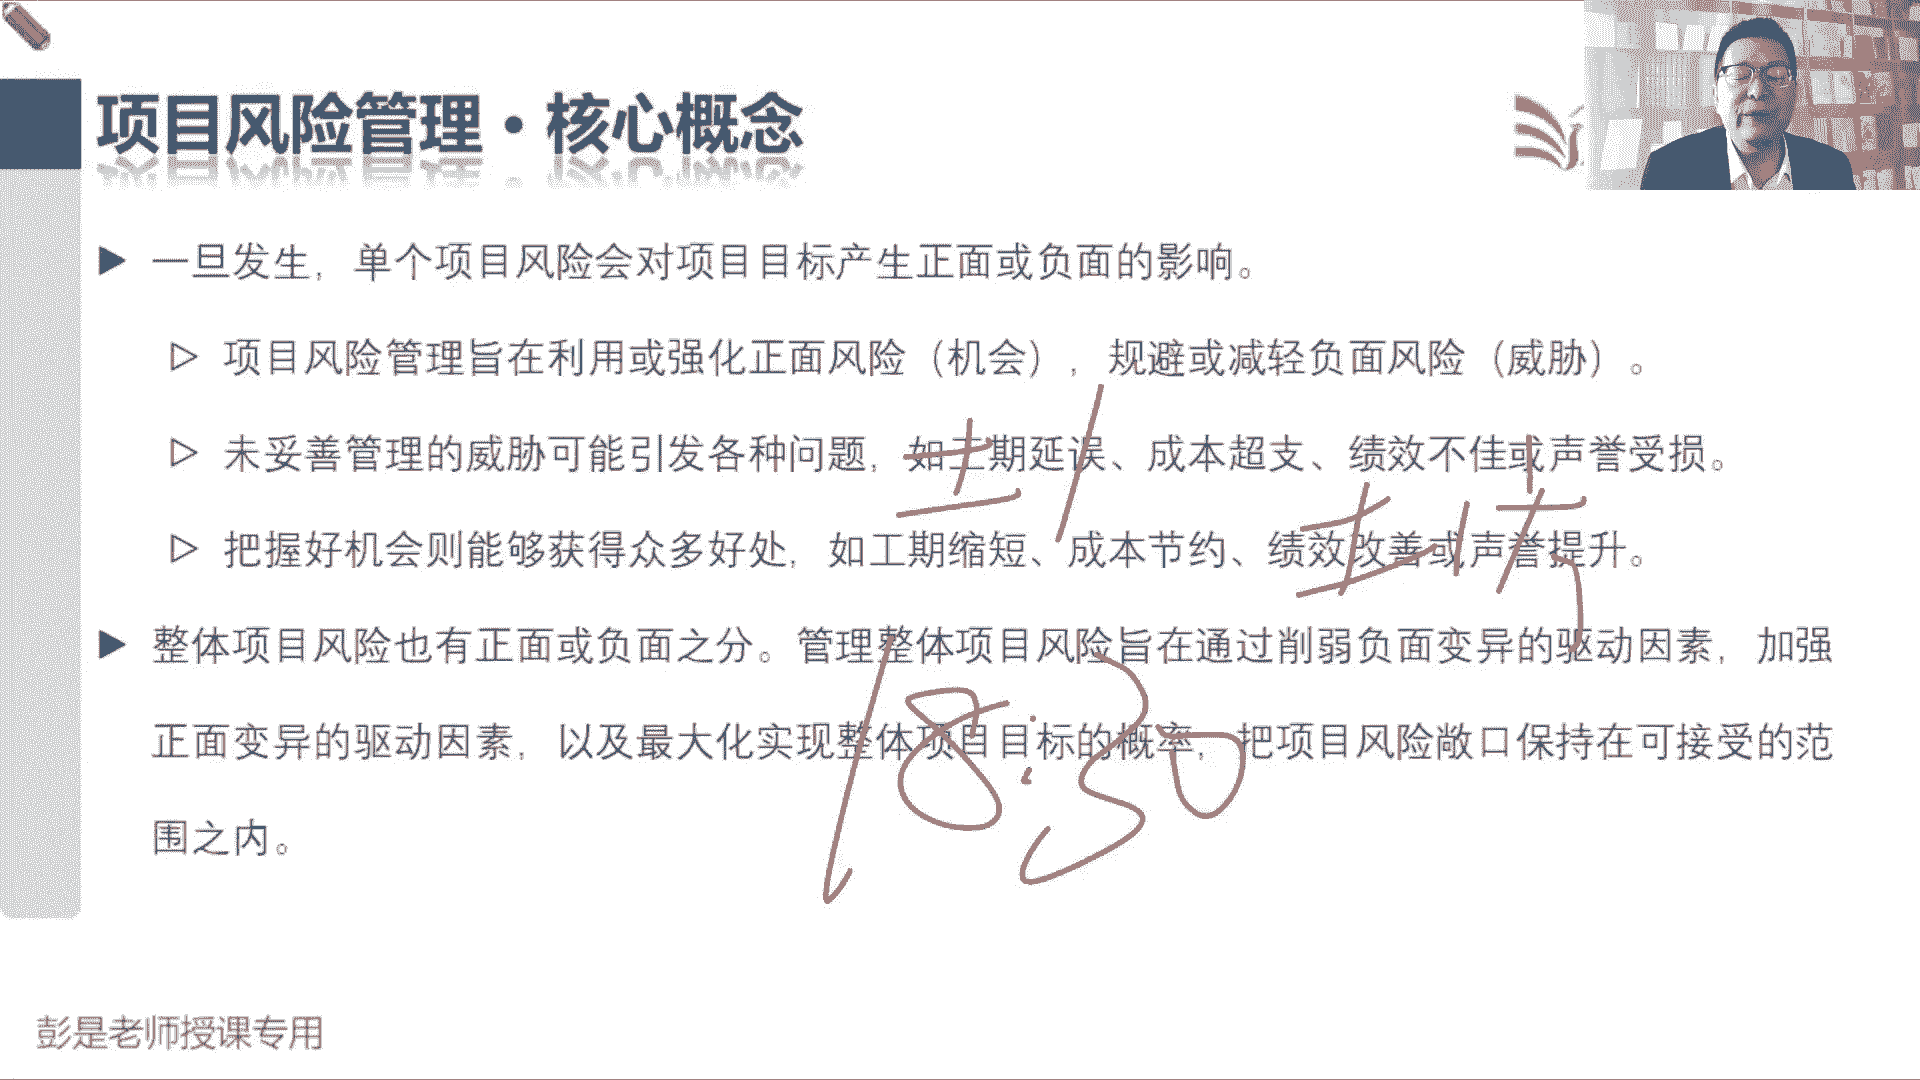 项目风险管理·核心概念
一旦发生，单个项目风险会对项目目标产生正面或负面的影响。
项目风险管理旨在利用或强化正面风险（机会），规避或减轻负面风险（威胁）。
未妥善管理的威胁可能引发各种问题，如工期延误、成本超支、绩效不佳或声誉受损。
把握好机会则能够获得众多好处，如工期缩短、成本节约、绩效改善或声誉提升。
整体项目风险也有正面或负面之分。管理整体项目风险旨在通过削弱负面变异的驱动因素，加强
正面变异的驱动因素，以及最大化实现整体项目目标的概率，把项目风险敞口保持在可接受的范
围之内。
18:30
彭是老师授课专用